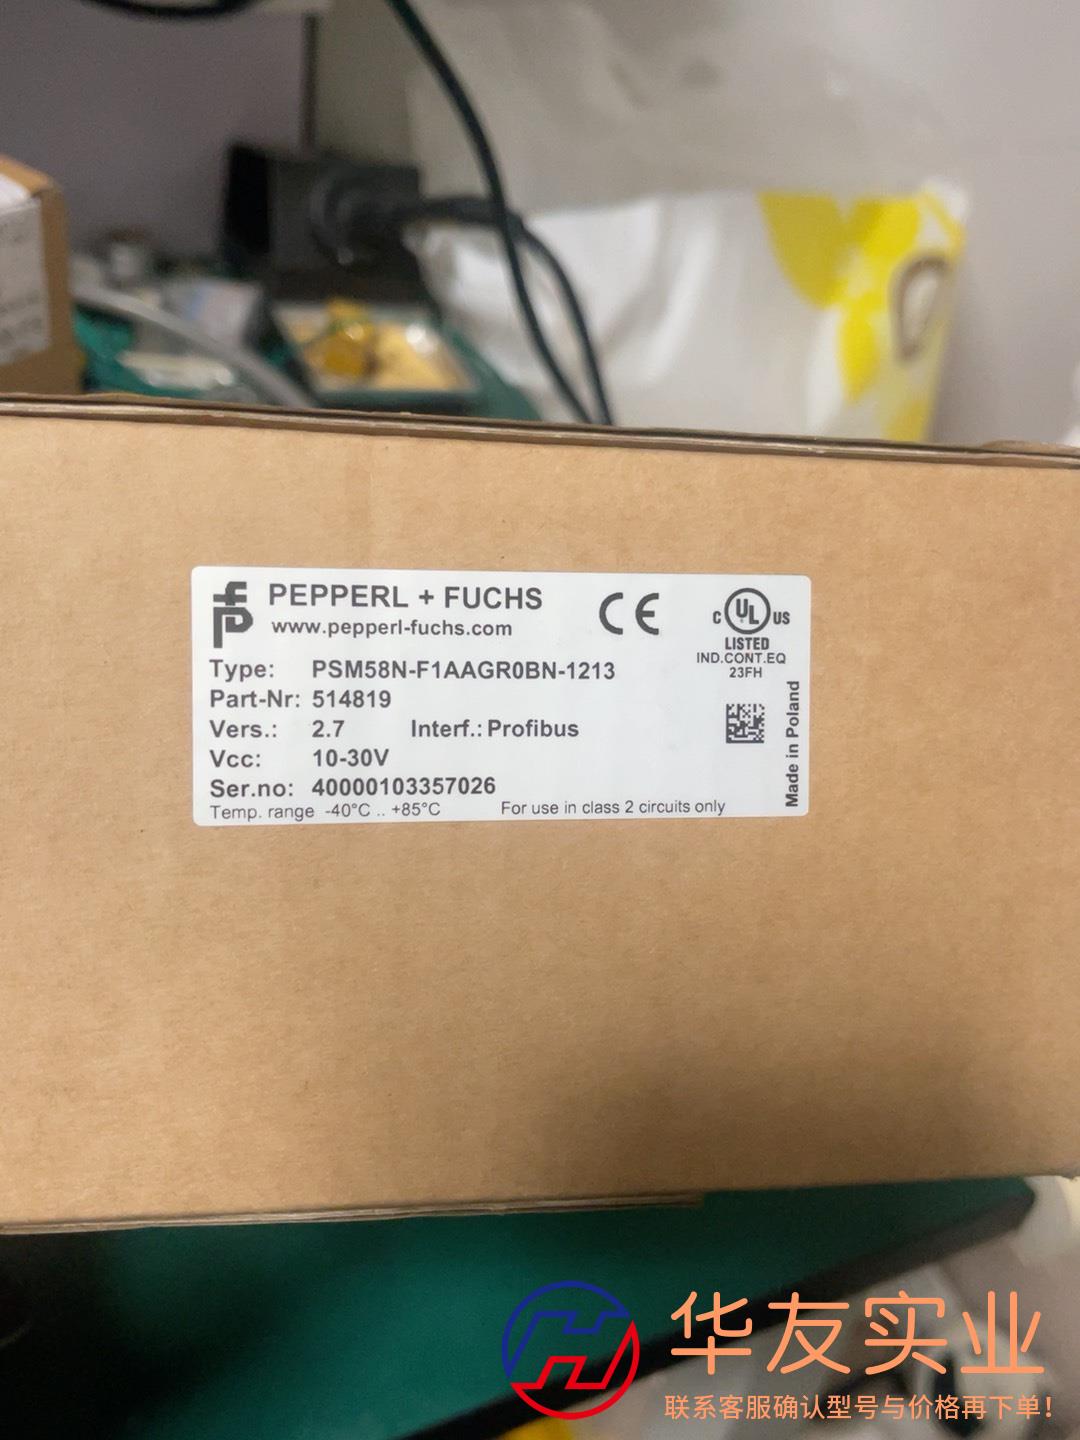 PEPPERL + FUCHS
www.pepperl-fuchs.com
CE
C UL US
LISTED
IND.CONT.EQ
23FH
Type: PSM58N-F1AAGR0BN-1213
Part-Nr: 514819
Vers.: 2.7 Interf.: Profibus
Vcc: 10-30V
Ser.no: 40000103357026
Temp. range -40°C .. +85°C For use in class 2 circuits only
Made in Poland
华友实业
联系客服确认型号与价格再下单！